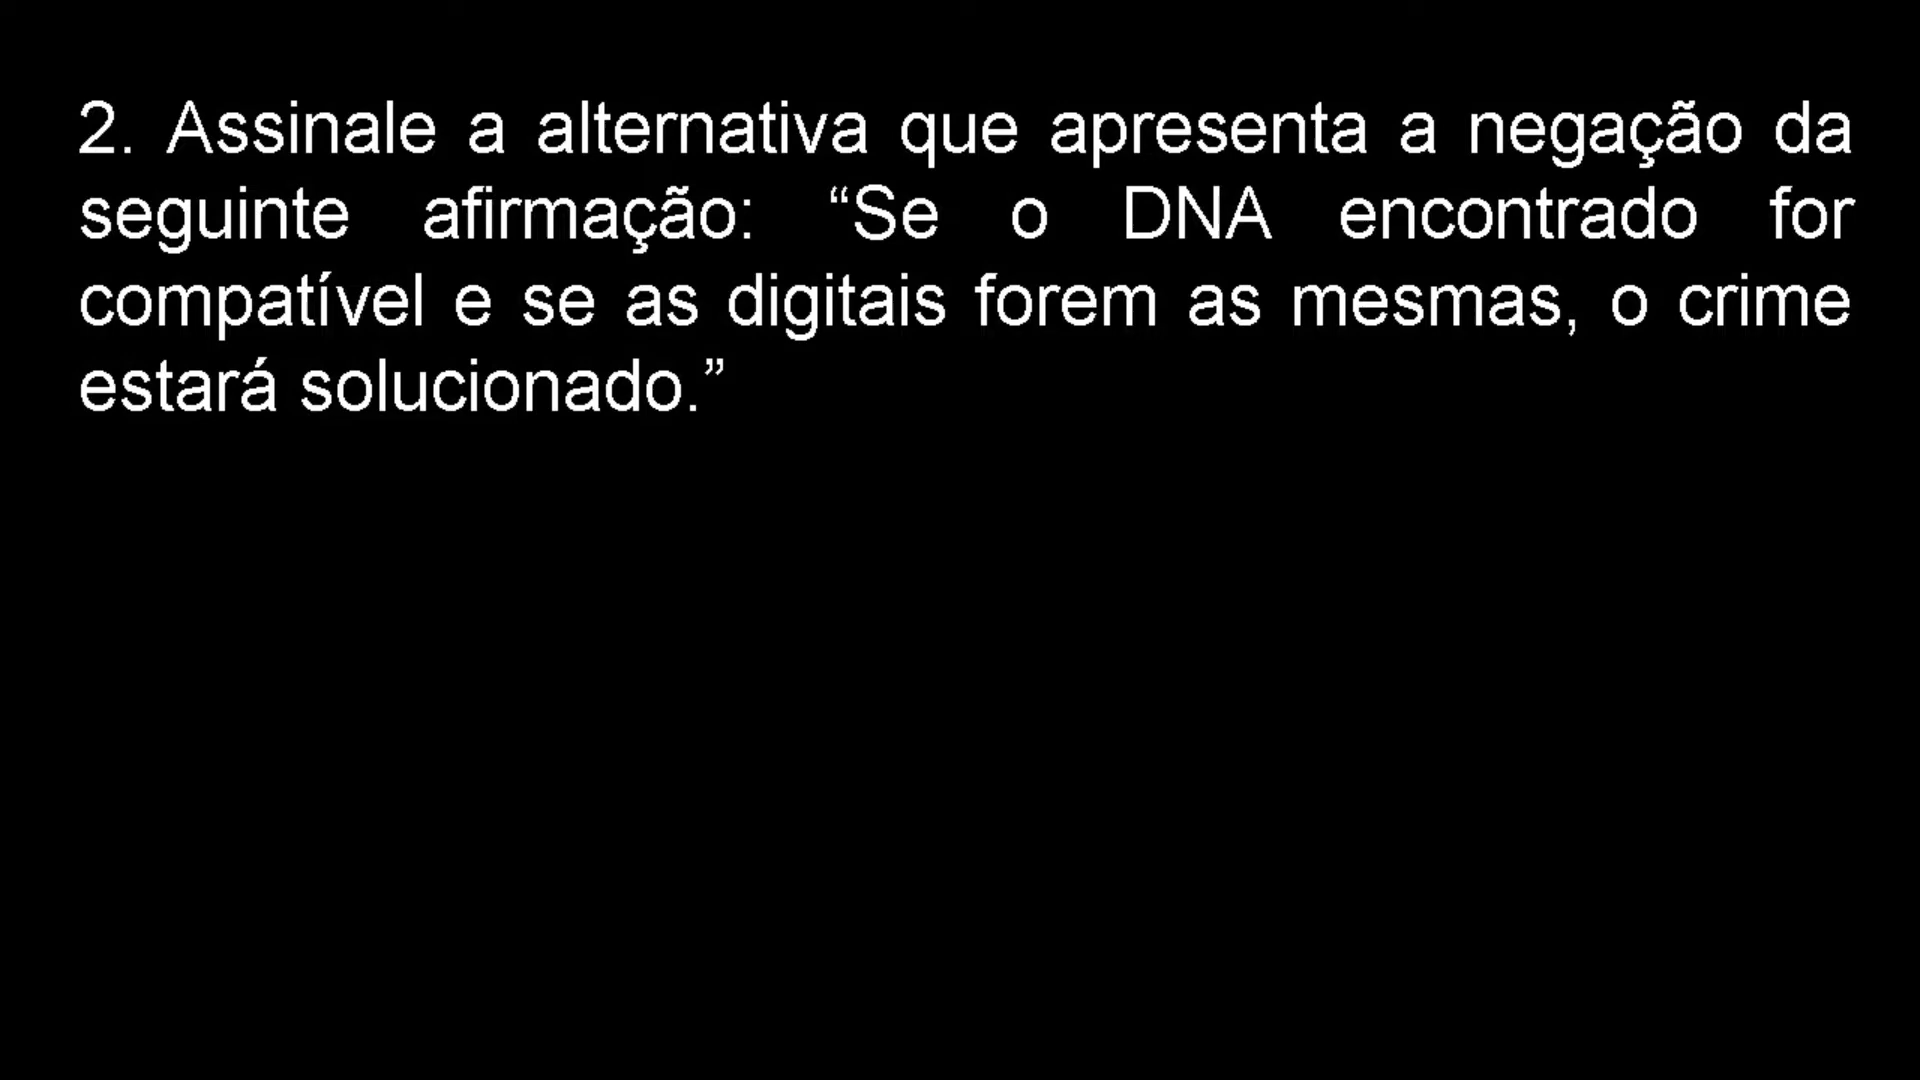 2. Assinale a alternativa que apresenta a negação da
seguinte afirmação: “Se o DNA encontrado for
compatível e se as digitais forem as mesmas, o crime
estará solucionado.”